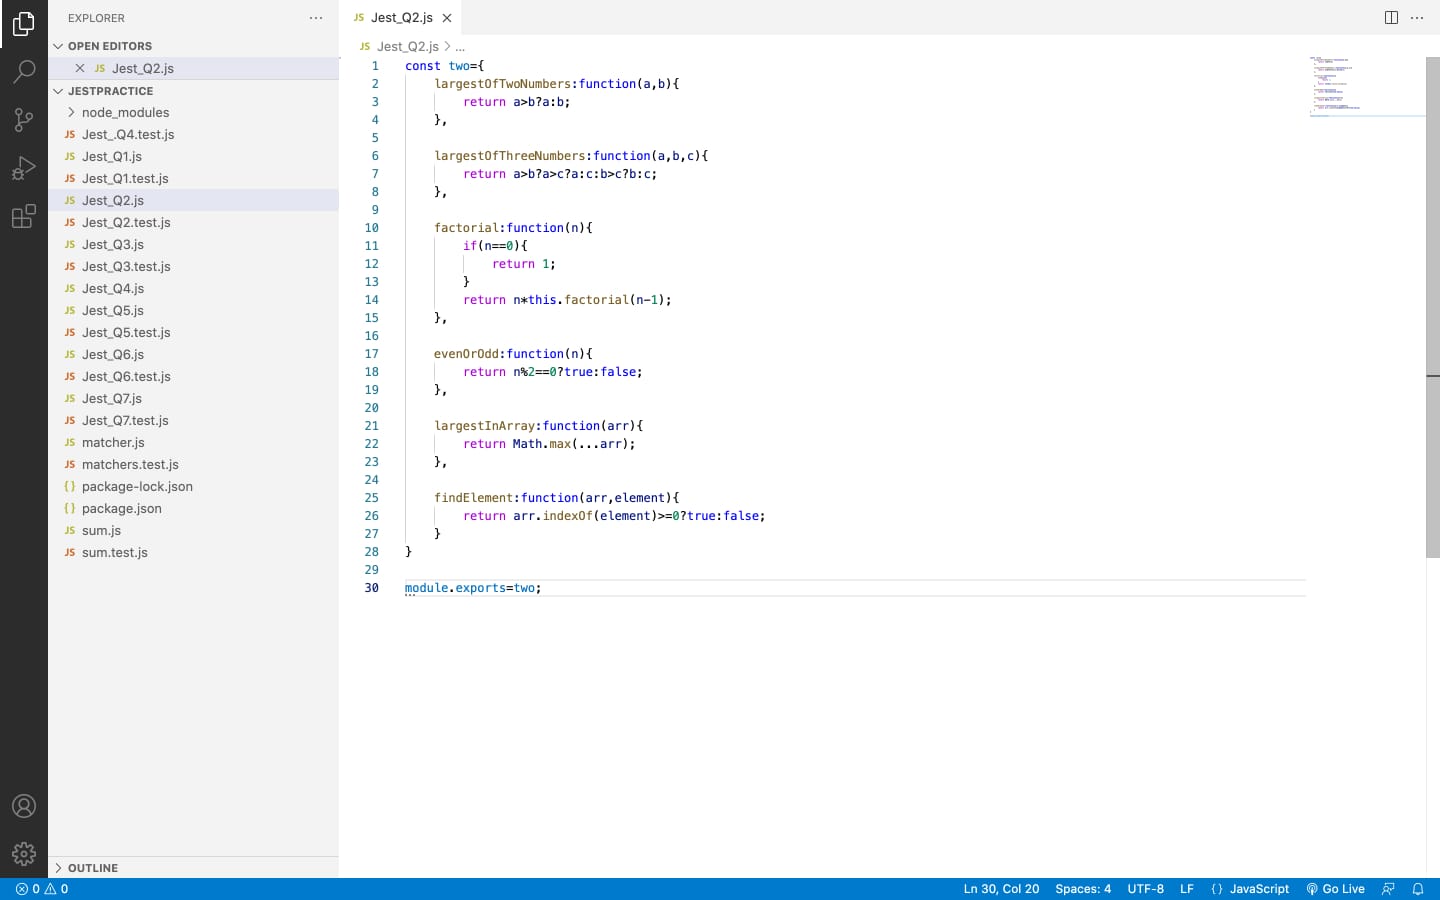 EXPLORER
OPEN EDITORS
JS Jest_Q2.js
JESTPRACTICE
node_modules
JS Jest_.Q4.test.js
JS Jest_Q1.js
JS Jest_Q1.test.js
JS Jest_Q2.js
JS Jest_Q2.test.js
JS Jest_Q3.js
JS Jest_Q3.test.js
JS Jest_Q4.js
JS Jest_Q5.js
JS Jest_Q5.test.js
JS Jest_Q6.js
JS Jest_Q6.test.js
JS Jest_Q7.js
JS Jest_Q7.test.js
JS matcher.js
JS matchers.test.js
{} package-lock.json
{} package.json
JS sum.js
JS sum.test.js
OUTLINE
JS Jest_Q2.js
JS Jest_Q2.js > ...
1 const two={
2 largestOfTwoNumbers:function(a,b){
3 return a>b?a:b;
4 },
5
6 largestOfThreeNumbers:function(a,b,c){
7 return a>b?a>c?a:c:b>c?b:c;
8 },
9
10 factorial:function(n){
11 if(n==0){
12 return 1;
13 }
14 return n*this.factorial(n-1);
15 },
16
17 evenOrOdd:function(n){
18 return n%2==0?true:false;
19 },
20
21 largestInArray:function(arr){
22 return Math.max(...arr);
23 },
24
25 findElement:function(arr,element){
26 return arr.indexOf(element)>=0?true:false;
27 }
28 }
29
30 module.exports=two;
0 0 Ln 30, Col 20 Spaces: 4 UTF-8 LF {} JavaScript Go Live